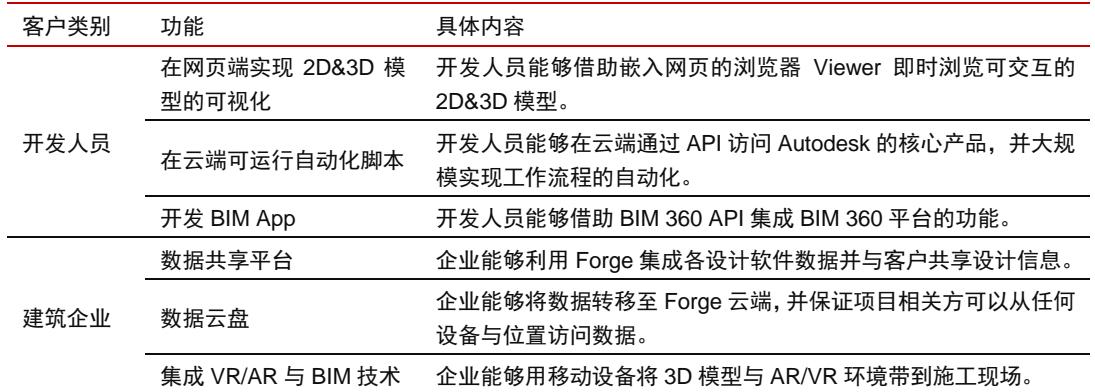 客户类别 功能 具体内容
在网页端实现 2D&3D 模 开发人员能够借助嵌入网页的浏览器 Viewer 即时浏览可交互的
型的可视化 2D&3D 模型。
开发人员 在云端可运行自动化脚本 开发人员能够在云端通过 API 访问 Autodesk 的核心产品，并大规
模实现工作流程的自动化。
开发 BIM App 开发人员能够借助 BIM 360 API 集成 BIM 360 平台的功能。
数据共享平台 企业能够利用 Forge 集成各设计软件数据并与客户共享设计信息。
建筑企业 数据云盘 企业能够将数据转移至 Forge 云端，并保证项目相关方可以从任何
设备与位置访问数据。
集成 VR/AR 与 BIM 技术 企业能够用移动设备将 3D 模型与 AR/VR 环境带到施工现场。